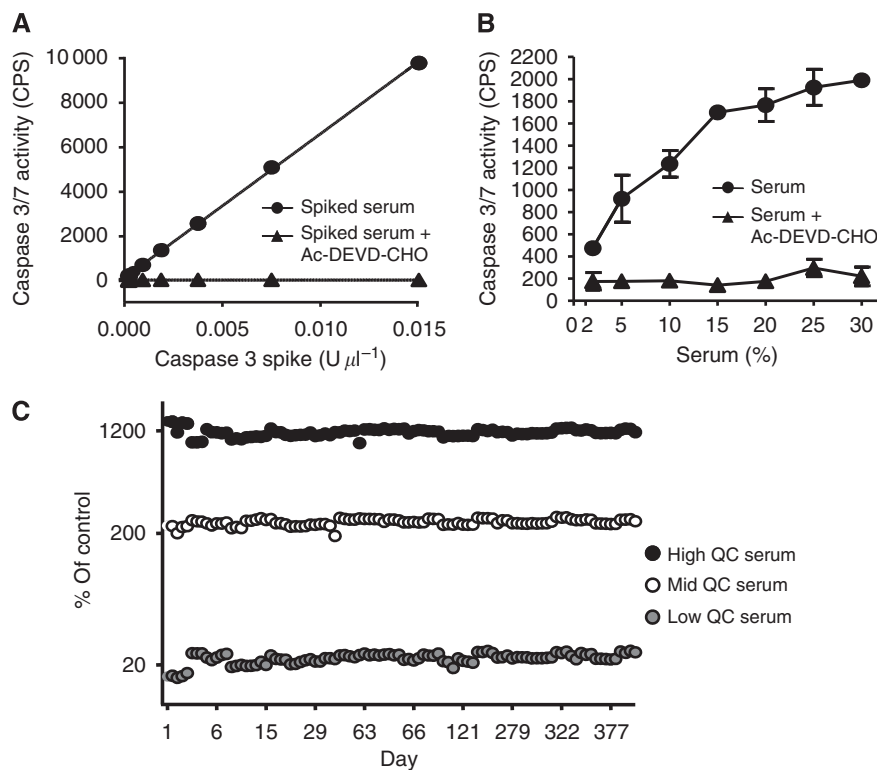 A
Caspase 3/7 activity (CPS)
10 000
8000
6000
4000
2000
0
0.000 0.005 0.010 0.015
Caspase 3 spike (U μl⁻¹)
Spiked serum
Spiked serum +
Ac-DEVD-CHO
B
Caspase 3/7 activity (CPS)
2200
2000
1800
1600
1400
1200
1000
800
600
400
200
0
0 2 5 10 15 20 25 30
Serum (%)
Serum
Serum +
Ac-DEVD-CHO
C
% Of control
1200
200
20
1 6 15 29 63 66 121 279 322 377
Day
High QC serum
Mid QC serum
Low QC serum